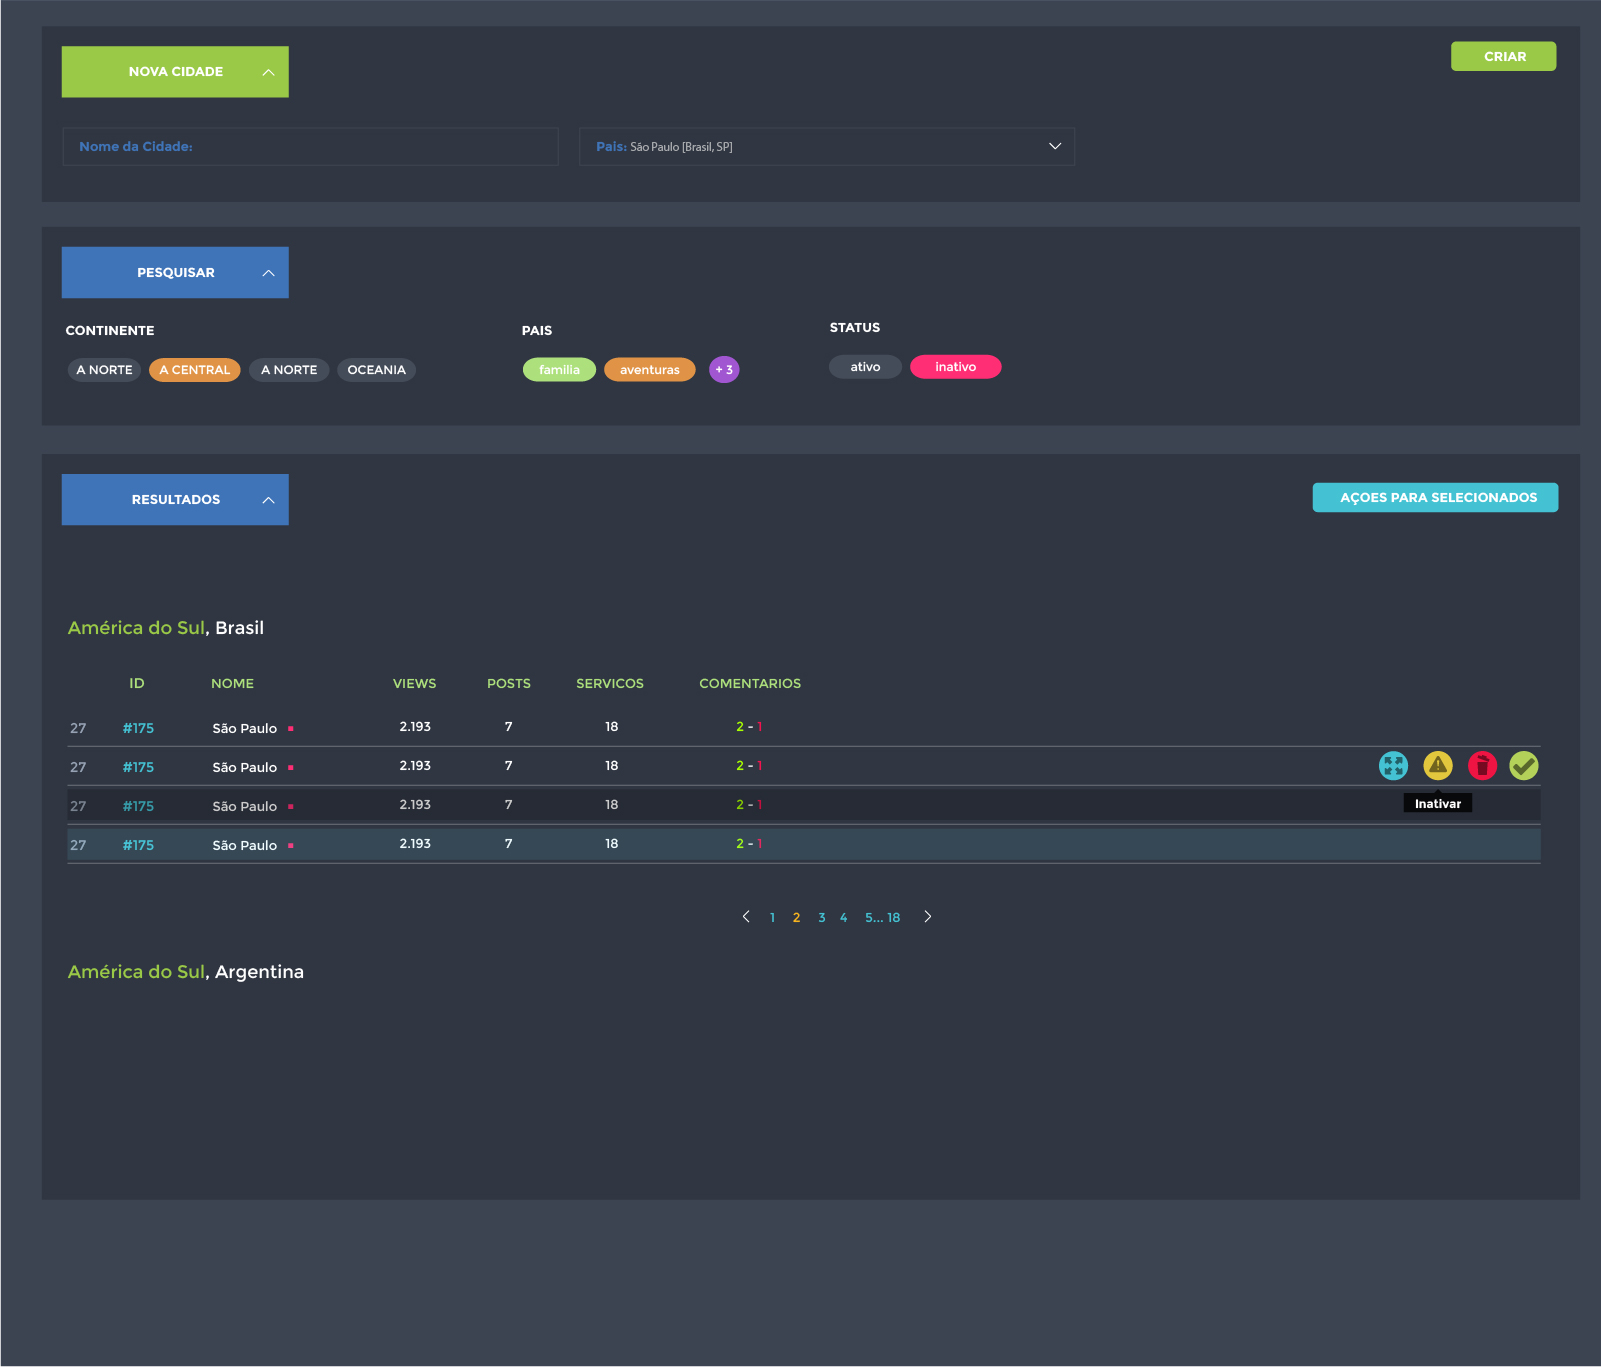 NOVA CIDADE
CRIAR
Nome da Cidade:
Pais: São Paulo [Brasil, SP]
PESQUISAR
CONTINENTE
A NORTE A CENTRAL A NORTE OCEANIA
PAIS
familia aventuras + 3
STATUS
ativo inativo
RESULTADOS
AÇOES PARA SELECIONADOS
América do Sul, Brasil
ID NOME VIEWS POSTS SERVICOS COMENTARIOS
27 #175 São Paulo 2.193 7 18 2 - 1
27 #175 São Paulo 2.193 7 18 2 - 1
27 #175 São Paulo 2.193 7 18 2 - 1
Inativar
27 #175 São Paulo 2.193 7 18 2 - 1
1 2 3 4 5... 18
América do Sul, Argentina